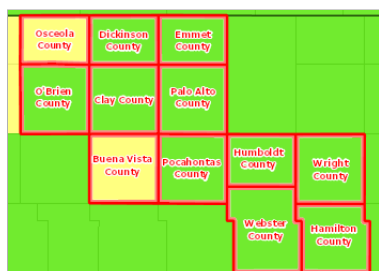 Osceola
County
Dickinson
County
Emmet
County
O'Brien
County
Clay County
Palo Alto
County
Buena Vista
County
Pocahontas
County
Humboldt
County
Wright
County
Webster
County
Hamilton
County